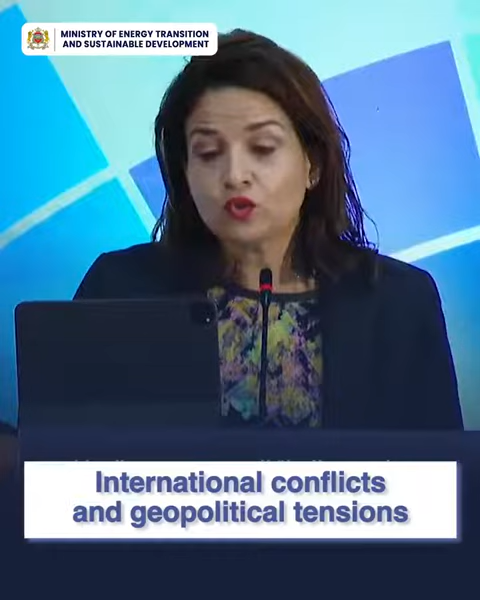 MINISTRY OF ENERGY TRANSITION
AND SUSTAINABLE DEVELOPMENT
International conflicts
and geopolitical tensions